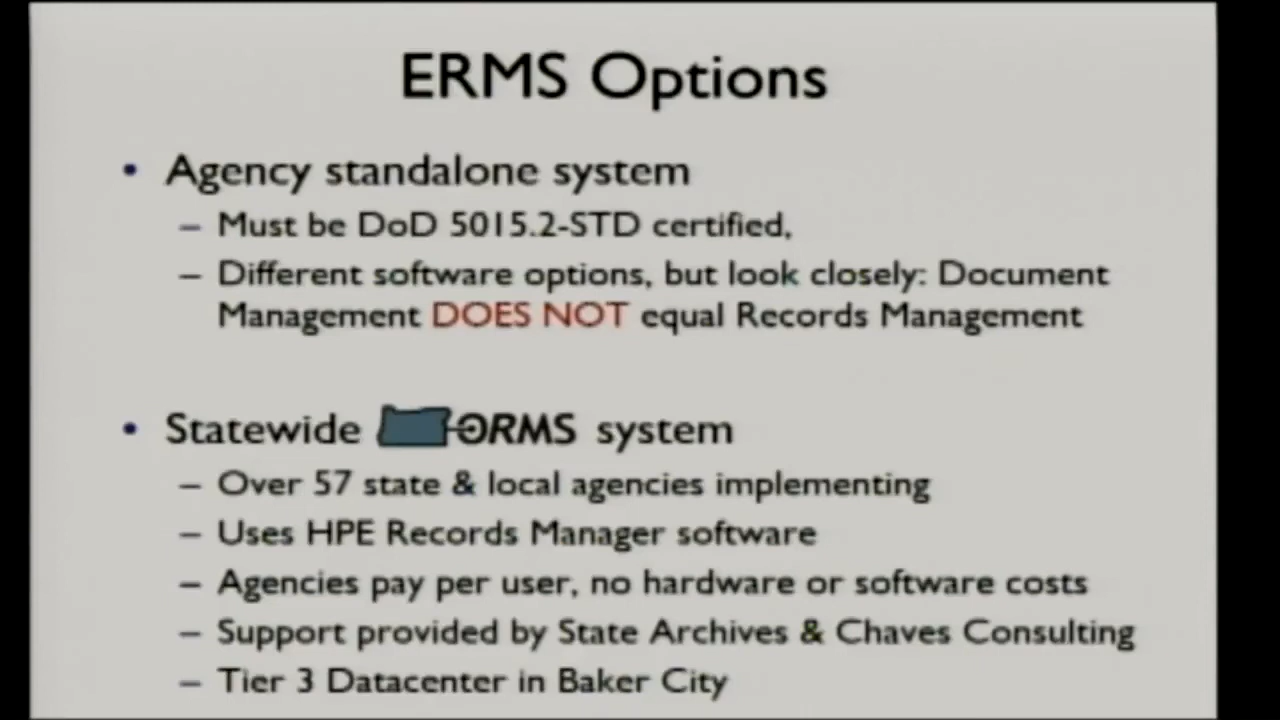 ERMS Options
• Agency standalone system
– Must be DoD 5015.2-STD certified,
– Different software options, but look closely: Document
Management DOES NOT equal Records Management
• Statewide ORMS system
– Over 57 state & local agencies implementing
– Uses HPE Records Manager software
– Agencies pay per user, no hardware or software costs
– Support provided by State Archives & Chaves Consulting
– Tier 3 Datacenter in Baker City